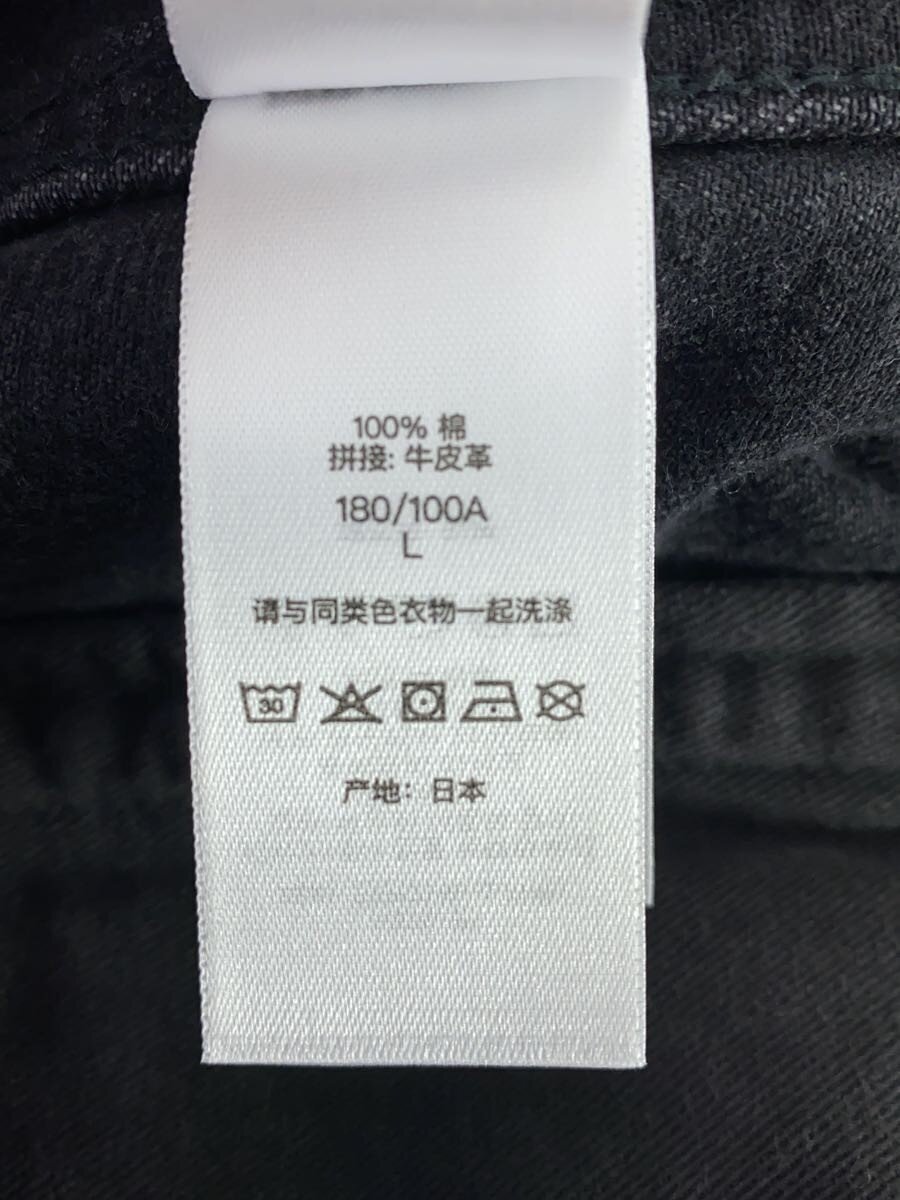 100% 棉
拼接: 牛皮革
180/100A
L
请与同类色衣物一起洗涤
30
产地: 日本